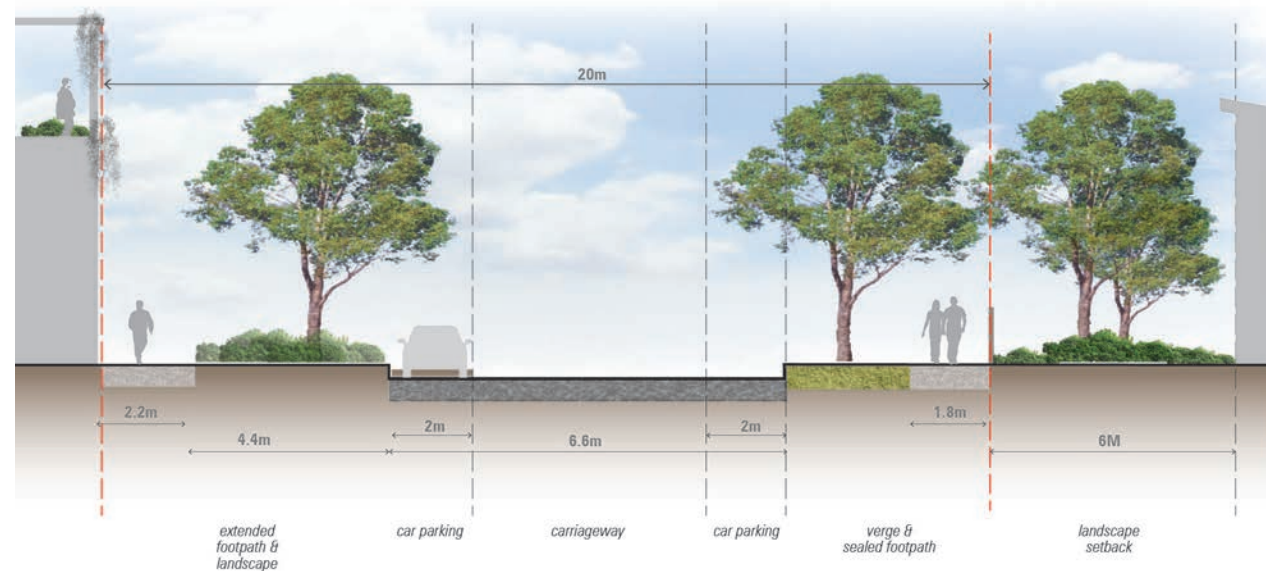 20m
2.2m
4.4m
2m
6.6m
2m
1.8m
6M
extended
footpath &
landscape
car parking
carriageway
car parking
verge &
sealed footpath
landscape
setback